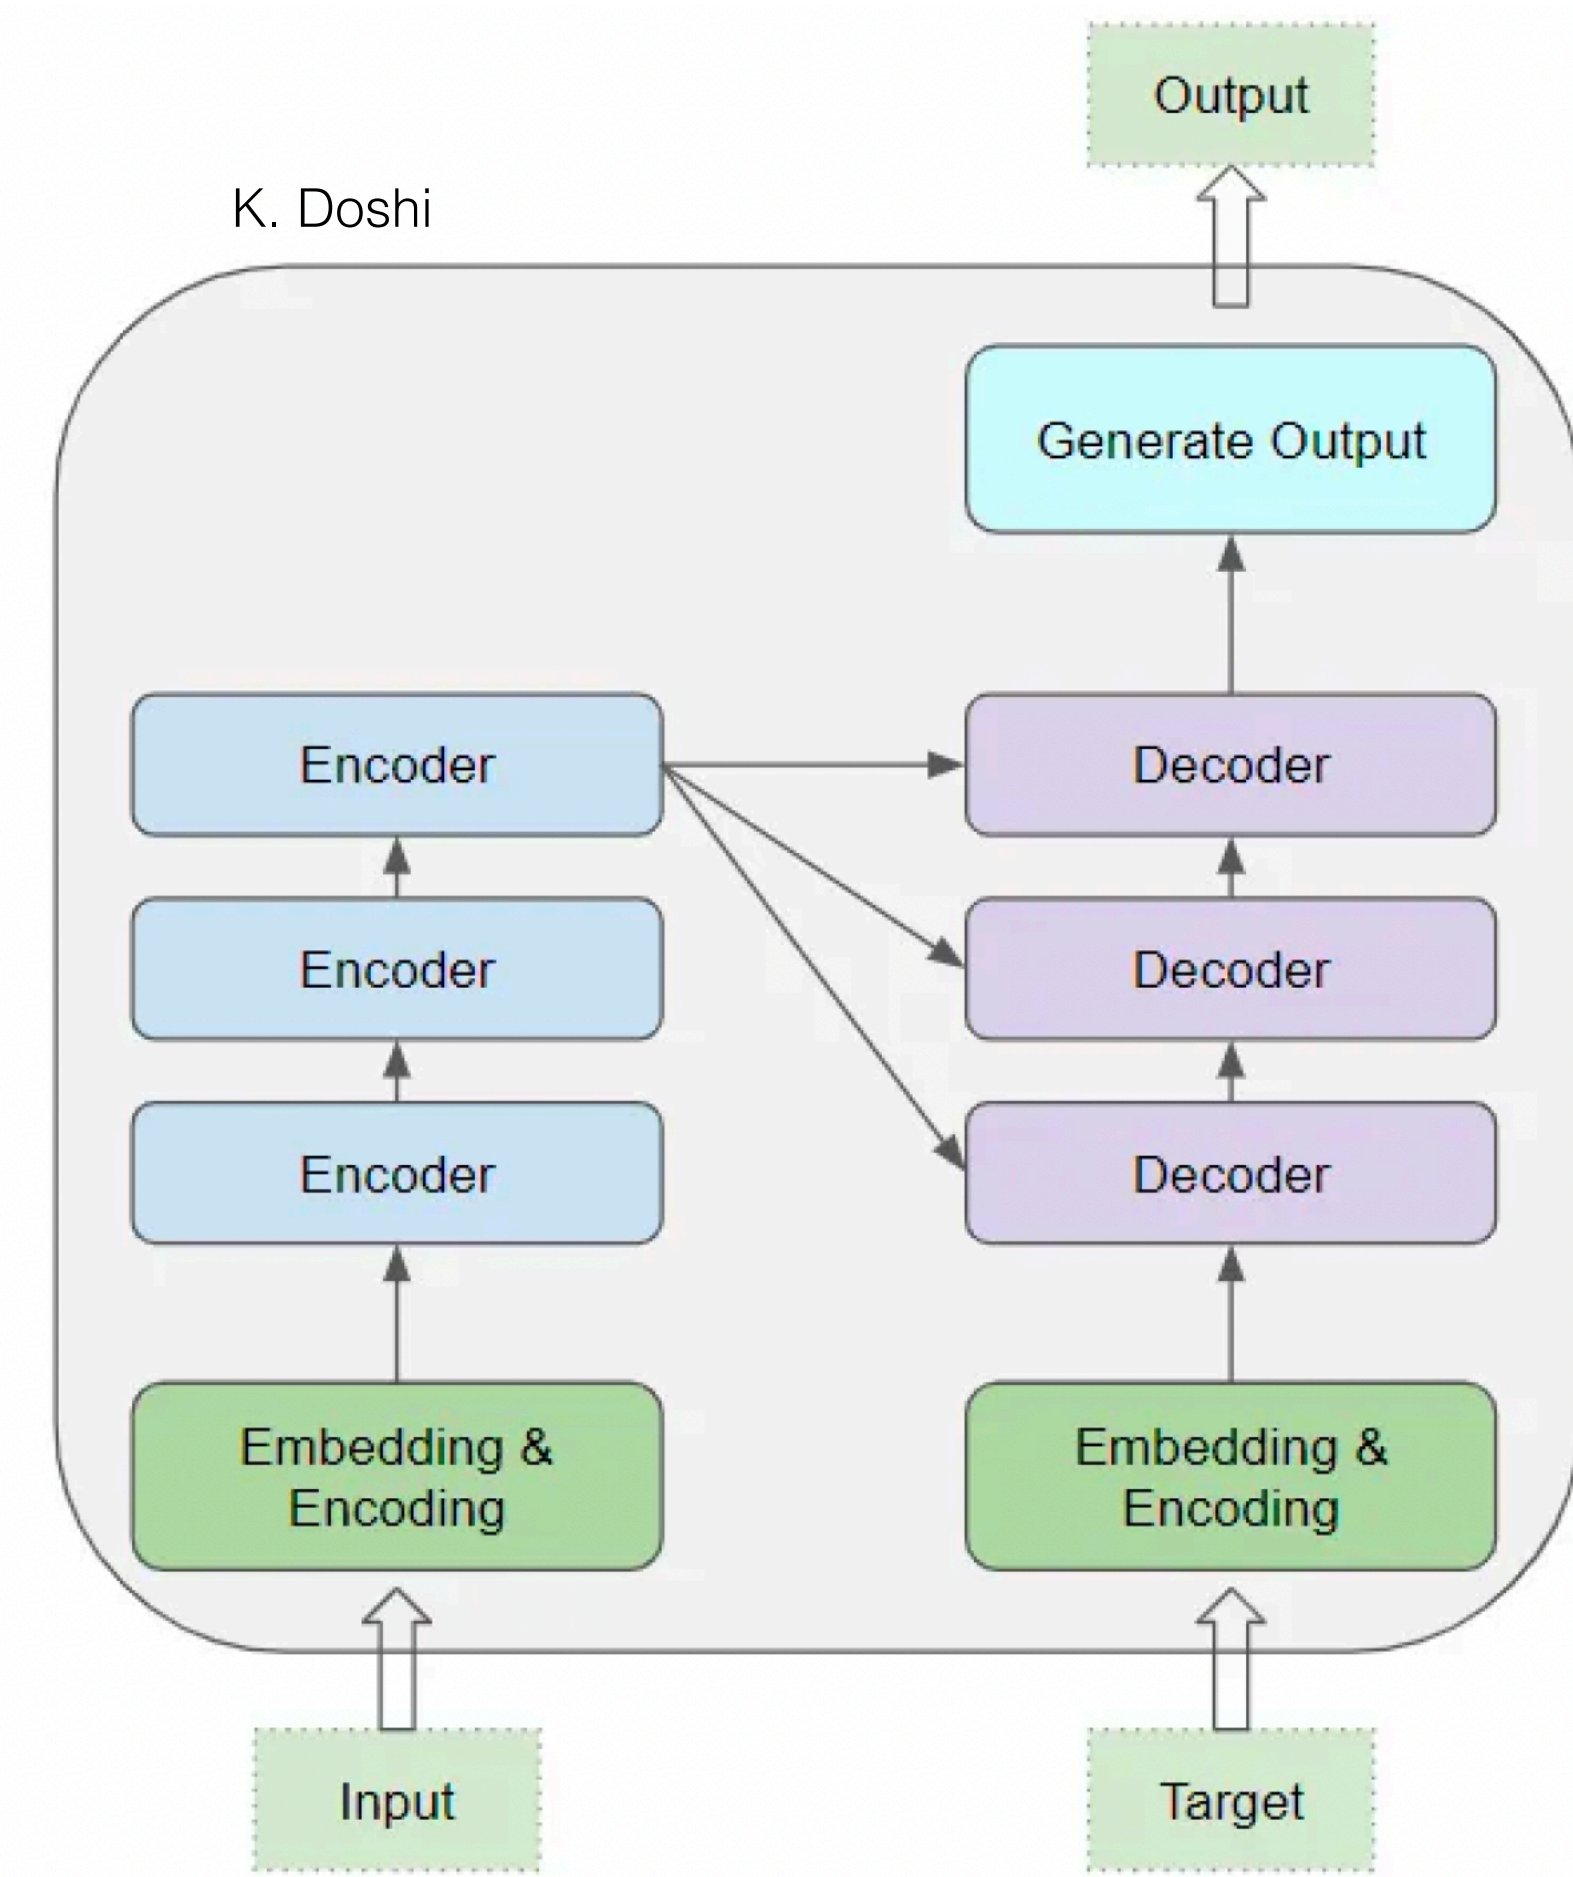 Output
K. Doshi
Generate Output
Encoder
Decoder
Encoder
Decoder
Encoder
Decoder
Embedding &
Encoding
Embedding &
Encoding
Input
Target